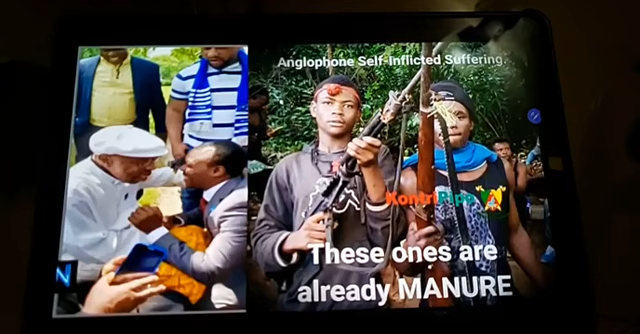 Anglophone Self-Inflicted Suffering.
KontriPipo
These ones are
already MANURE
N